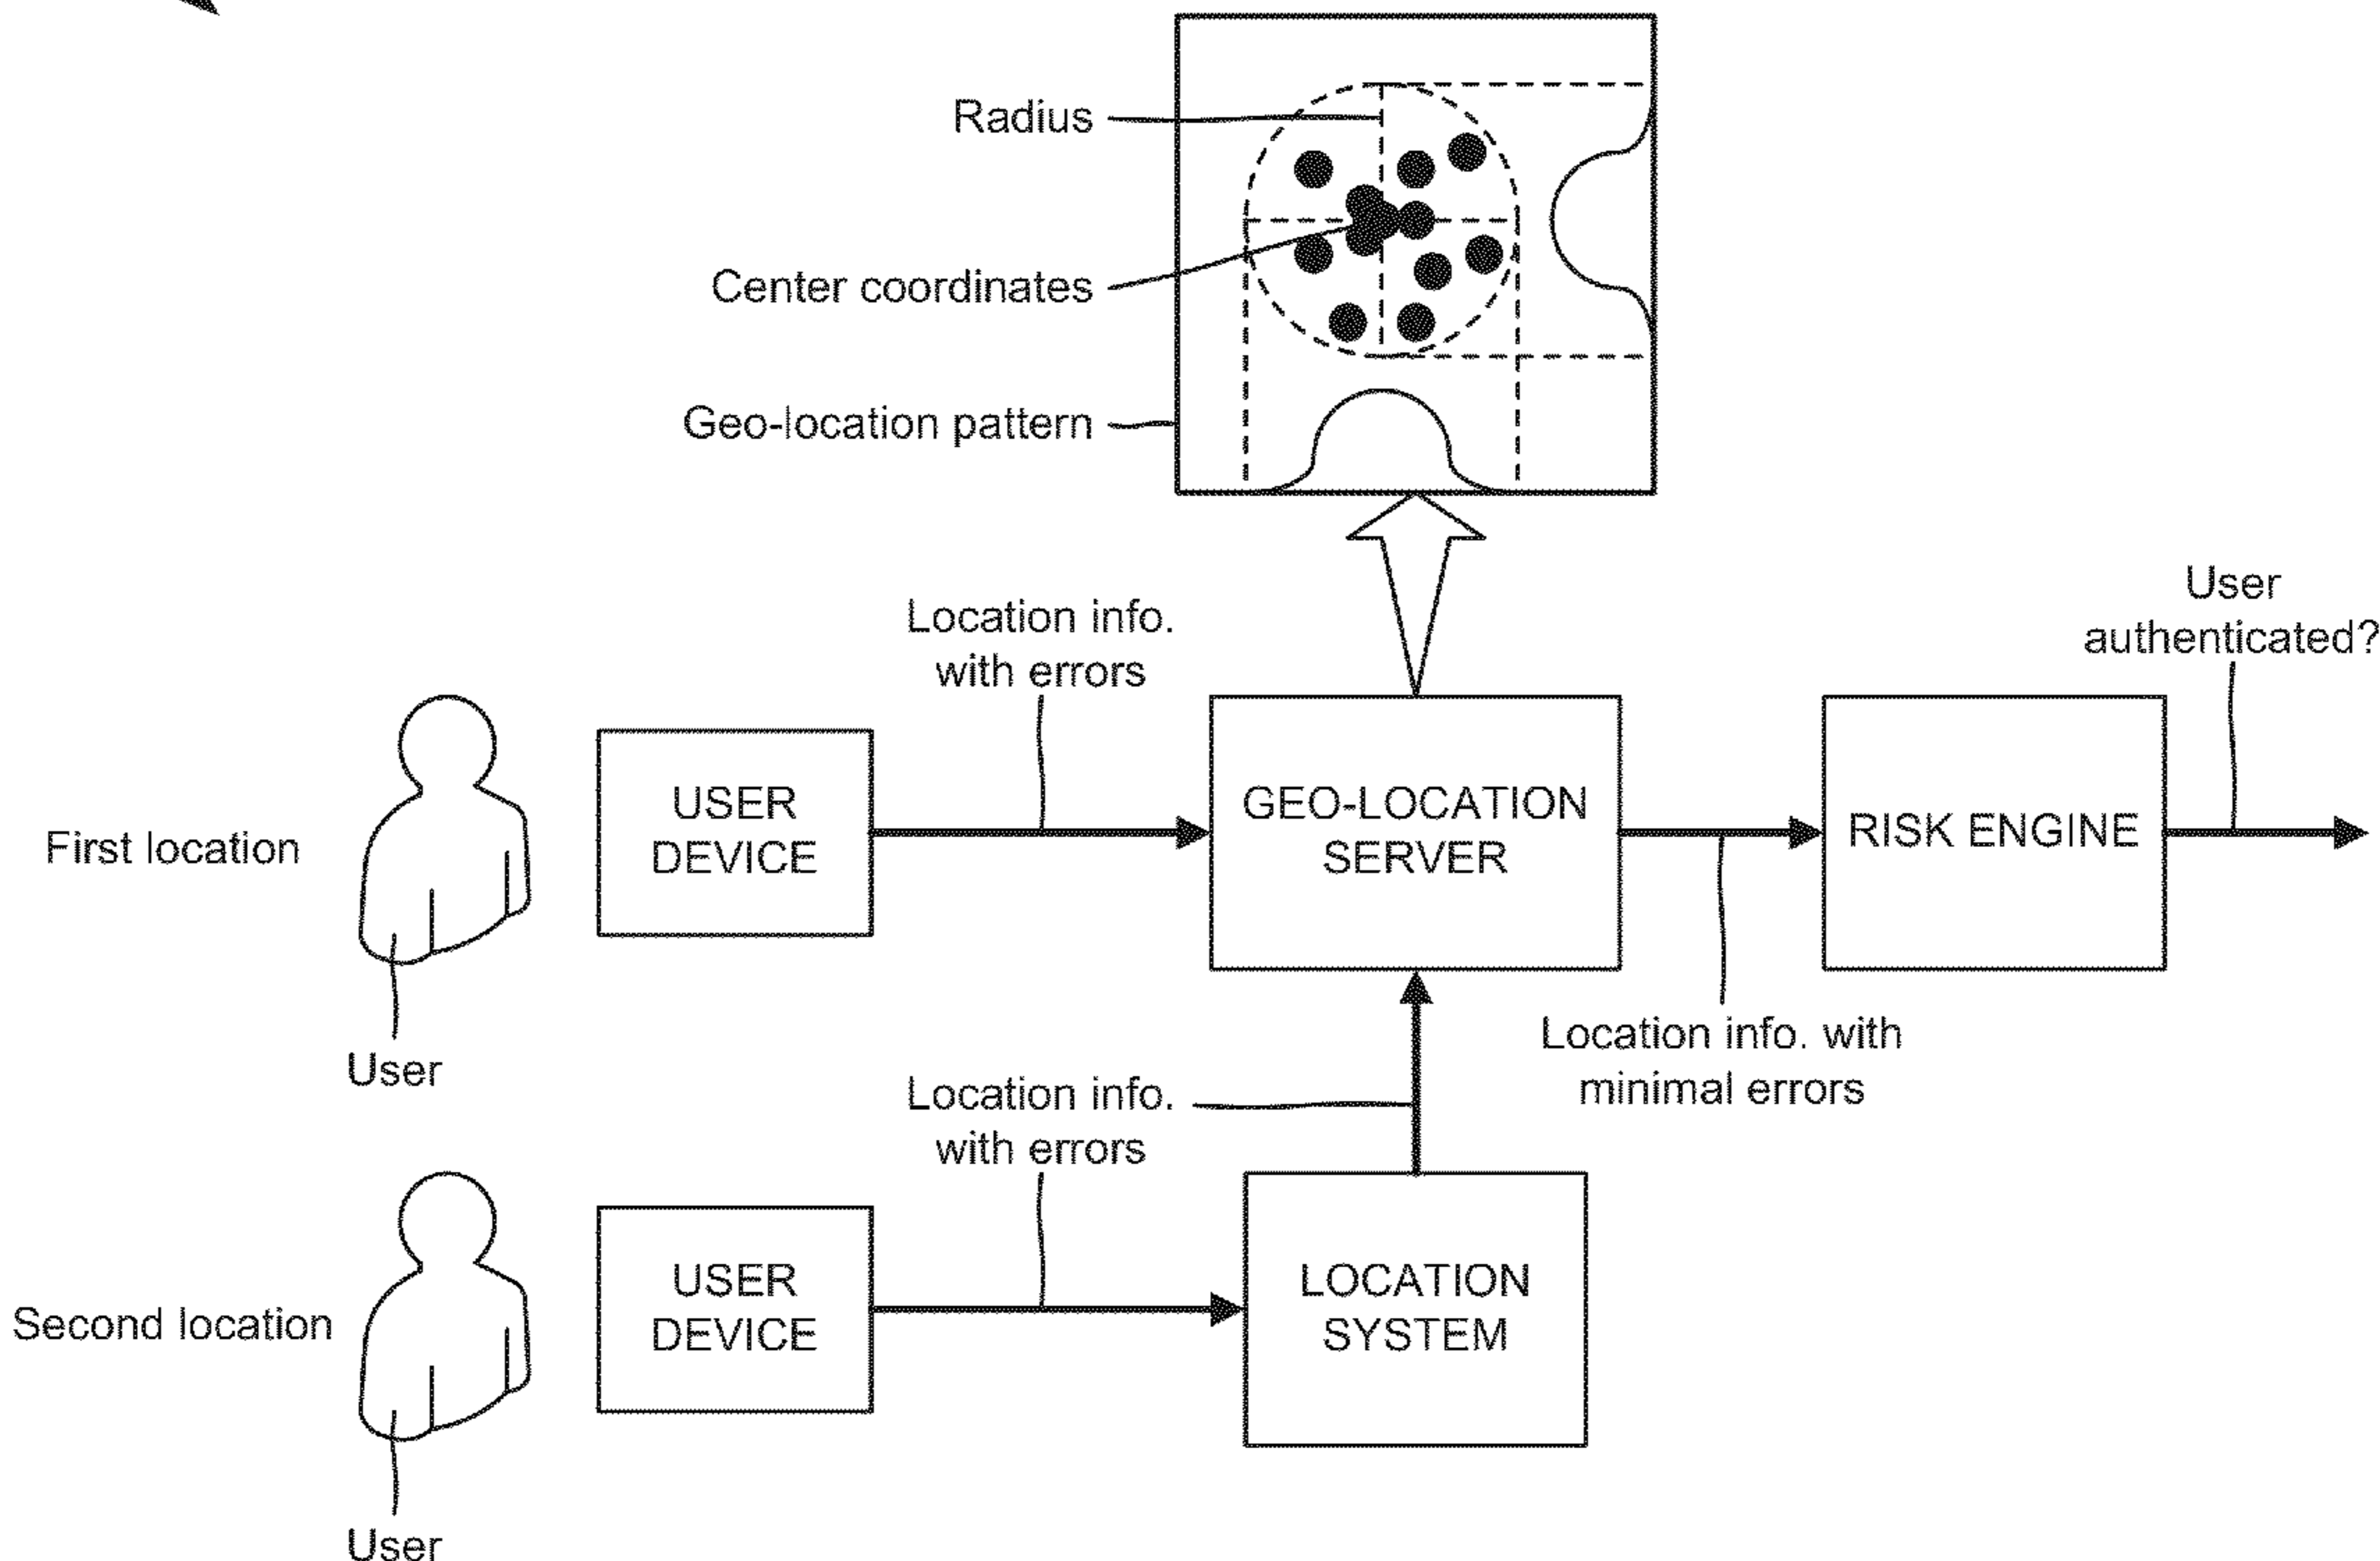 Radius
Center coordinates
Geo-location pattern
User
authenticated?
Location info.
with errors
First location
USER
DEVICE
GEO-LOCATION
SERVER
RISK ENGINE
User
Location info. with
minimal errors
Location info.
with errors
Second location
USER
DEVICE
LOCATION
SYSTEM
User